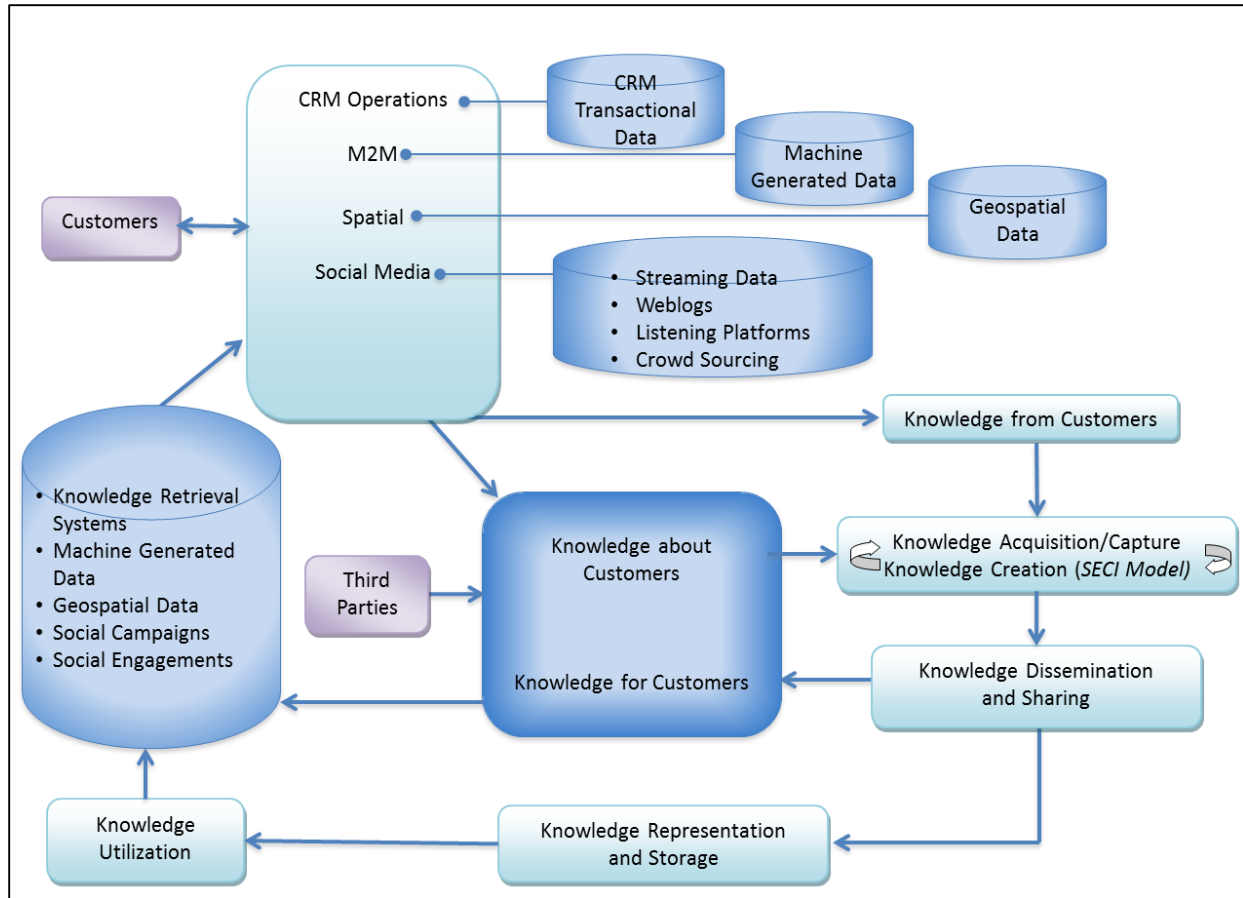 CRM Operations
M2M
Spatial
Social Media
CRM
Transactional
Data
Machine
Generated Data
Geospatial
Data
Customers
• Streaming Data
• Weblogs
• Listening Platforms
• Crowd Sourcing
Knowledge from Customers
• Knowledge Retrieval
Systems
• Machine Generated
Data
• Geospatial Data
• Social Campaigns
• Social Engagements
Third
Parties
Knowledge about
Customers
Knowledge for Customers
Knowledge Acquisition/Capture
Knowledge Creation (SECI Model)
Knowledge Dissemination
and Sharing
Knowledge
Utilization
Knowledge Representation
and Storage